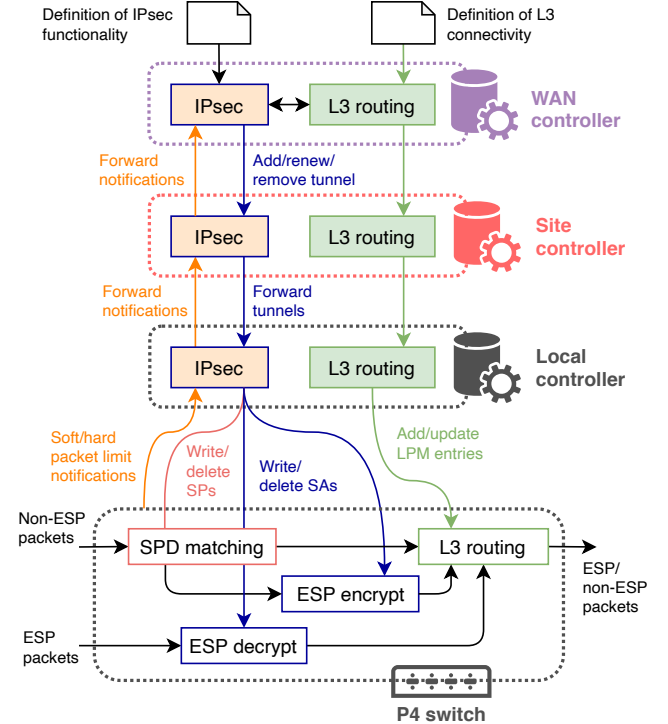 Definition of IPsec
functionality
Definition of L3
connectivity
IPsec
L3 routing
WAN
controller
Forward
notifications
Add/renew/
remove tunnel
IPsec
L3 routing
Site
controller
Forward
notifications
Forward
tunnels
IPsec
L3 routing
Local
controller
Soft/hard
packet limit
notifications
Write/
delete
SPs
Write/
delete SAs
Add/update
LPM entries
Non-ESP
packets
SPD matching
L3 routing
ESP/
non-ESP
packets
ESP encrypt
ESP
packets
ESP decrypt
P4 switch